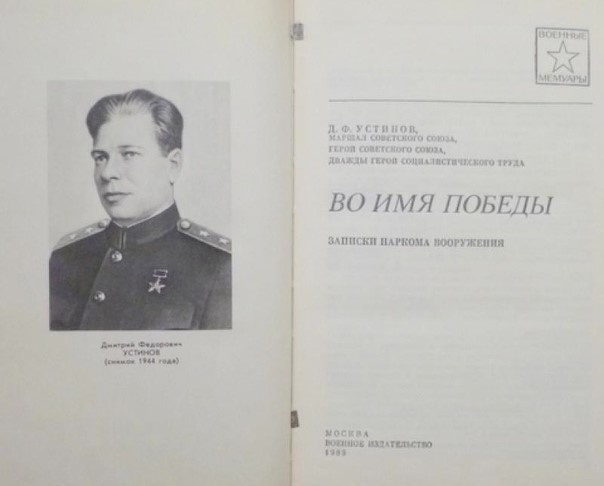 Дмитрий Федорович
УСТИНОВ
(снимок 1944 года)
ВОЕННЫЕ
МЕМУАРЫ
Д. Ф. УСТИНОВ,
МАРШАЛ СОВЕТСКОГО СОЮЗА,
ГЕРОЙ СОВЕТСКОГО СОЮЗА,
ДВАЖДЫ ГЕРОЙ СОЦИАЛИСТИЧЕСКОГО ТРУДА
ВО ИМЯ ПОБЕДЫ
ЗАПИСКИ НАРКОМА ВООРУЖЕНИЯ
МОСКВА
ВОЕННОЕ ИЗДАТЕЛЬСТВО